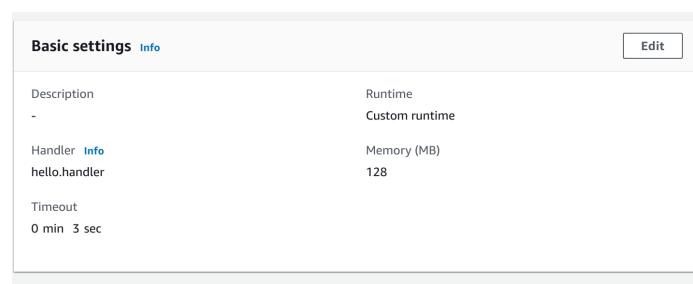 Basic settings Info Edit
Description Runtime
- Custom runtime
Handler Info Memory (MB)
hello.handler 128
Timeout
0 min 3 sec